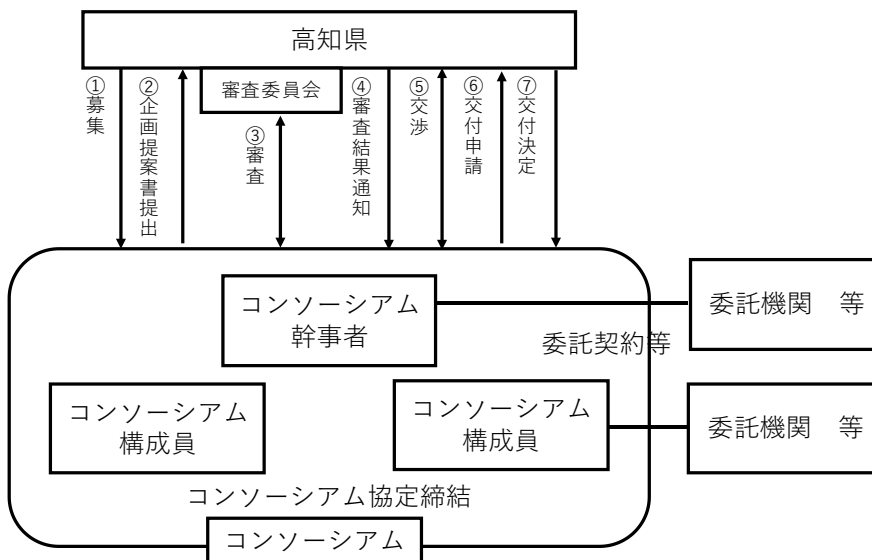 高知県
審査委員会
①募集
②企画提案書提出
③審査
④審査結果通知
⑤交渉
⑥交付申請
⑦交付決定
コンソーシアム
幹事者
委託機関　等
委託契約等
コンソーシアム
構成員
コンソーシアム
構成員
委託機関　等
コンソーシアム協定締結
コンソーシアム